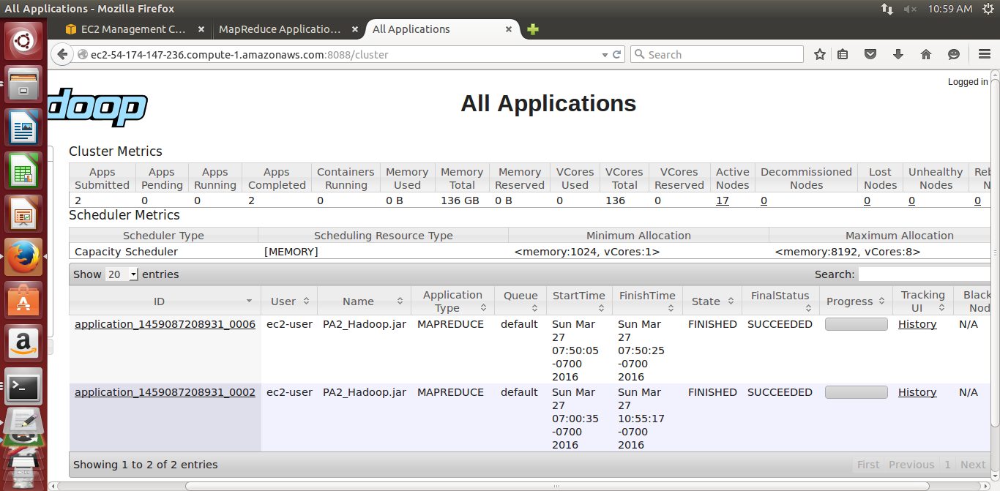 All Applications - Mozilla Firefox
10:59 AM
EC2 Management C... × MapReduce Applicatio... × All Applications ×
ec2-54-174-147-236.compute-1.amazonaws.com:8088/cluster
Search
Logged in
doop
All Applications
Cluster Metrics
Apps Submitted Apps Pending Apps Running Apps Completed Containers Running Memory Used Memory Total Memory Reserved VCores Used VCores Total VCores Reserved Active Nodes Decommissioned Nodes Lost Nodes Unhealthy Nodes Reb N
2 0 0 2 0 0 B 136 GB 0 B 0 136 0 17 0 0 0 0
Scheduler Metrics
Scheduler Type Scheduling Resource Type Minimum Allocation Maximum Allocation
Capacity Scheduler [MEMORY] <memory:1024, vCores:1> <memory:8192, vCores:8>
Show 20 entries Search:
ID User Name Application Type Queue StartTime FinishTime State FinalStatus Progress Tracking UI Black Nod
application_1459087208931_0006 ec2-user PA2_Hadoop.jar MAPREDUCE default Sun Mar 27 07:50:05 -0700 2016 Sun Mar 27 07:50:25 -0700 2016 FINISHED SUCCEEDED History N/A
application_1459087208931_0002 ec2-user PA2_Hadoop.jar MAPREDUCE default Sun Mar 27 07:00:35 -0700 2016 Sun Mar 27 10:55:17 -0700 2016 FINISHED SUCCEEDED History N/A
Showing 1 to 2 of 2 entries First Previous 1 Next